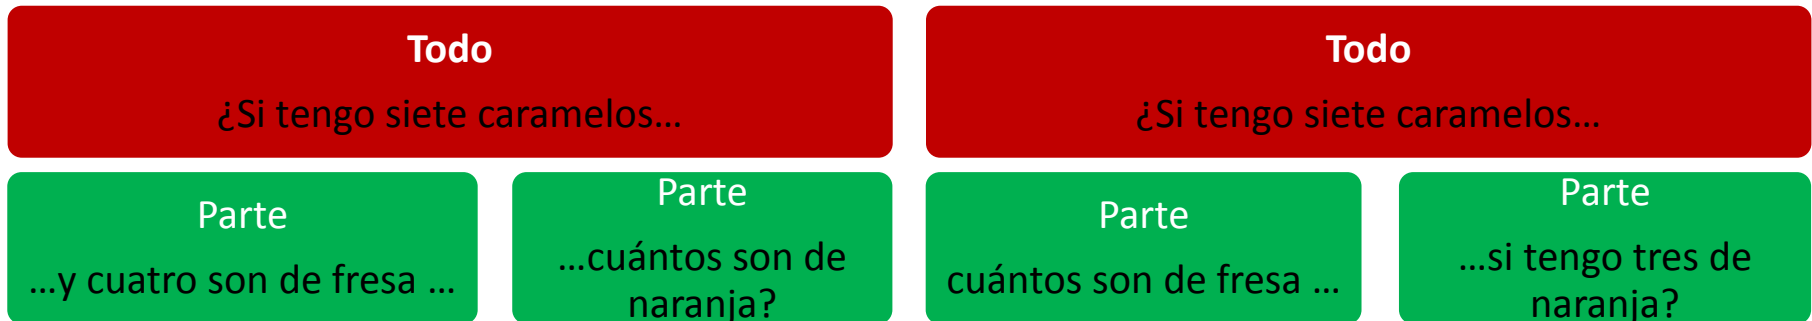 Todo
¿Si tengo siete caramelos...
Parte
...y cuatro son de fresa ...
Parte
...cuántos son de
naranja?
Todo
¿Si tengo siete caramelos...
Parte
cuántos son de fresa ...
Parte
...si tengo tres de
naranja?